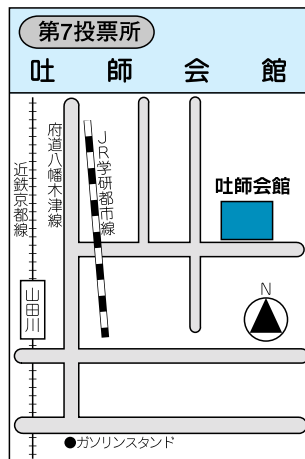 第7投票所
吐師会館
近鉄京都線
府道八幡木津線
JR学研都市線
吐師会館
山田川
N
ガソリンスタンド